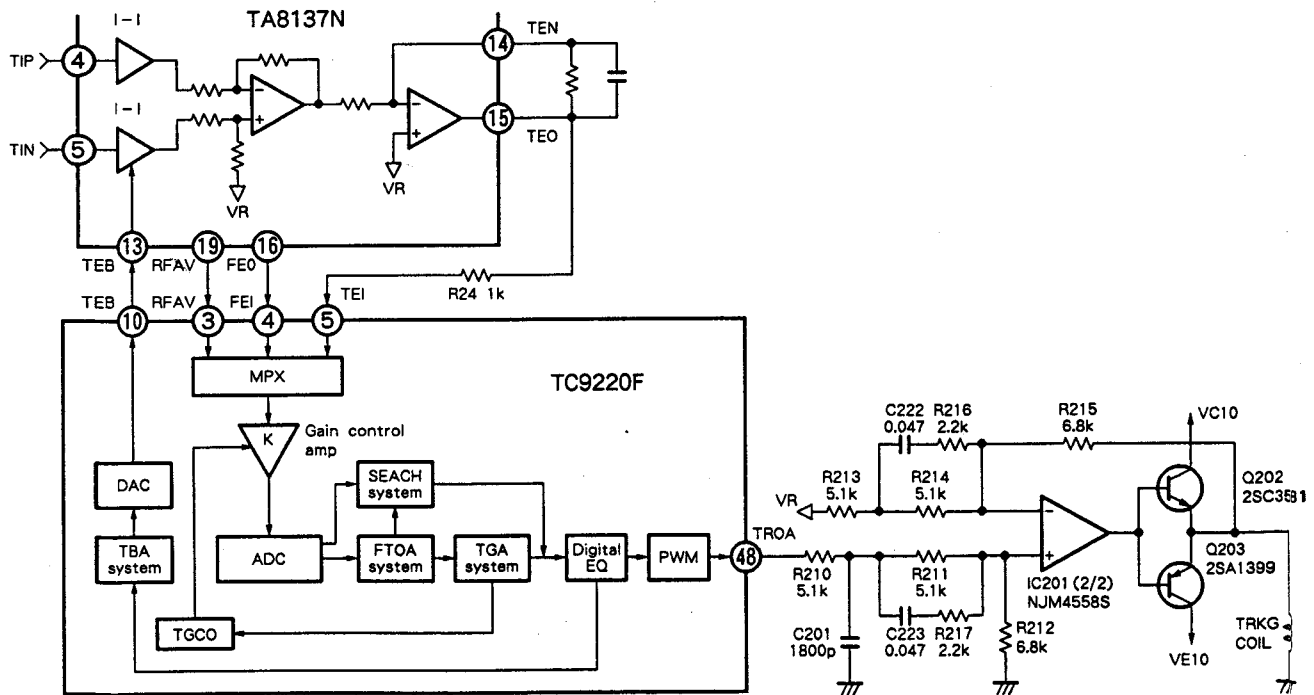 TA8137N
I-I
TIP
4
I-I
TIN
5
VR
VR
14
TEN
15
TEO
13
19
16
TEB
RFAV
FEO
TEB
RFAV
FEI
TEI
R24 1k
10
3
4
5
MPX
TC9220F
K
Gain control
amp
DAC
TBA
system
SEACH
system
ADC
FTOA
system
TGA
system
Digital
EQ
PWM
TGCO
48
TROA
VR
R213
5.1k
C222
0.047
R216
2.2k
R214
5.1k
R215
6.8k
R210
5.1k
R211
5.1k
C201
1800p
C223
0.047
R217
2.2k
R212
6.8k
IC201 (2/2)
NJM4558S
VC10
Q202
Q203
2SA1399
VE10
TRKG
COIL